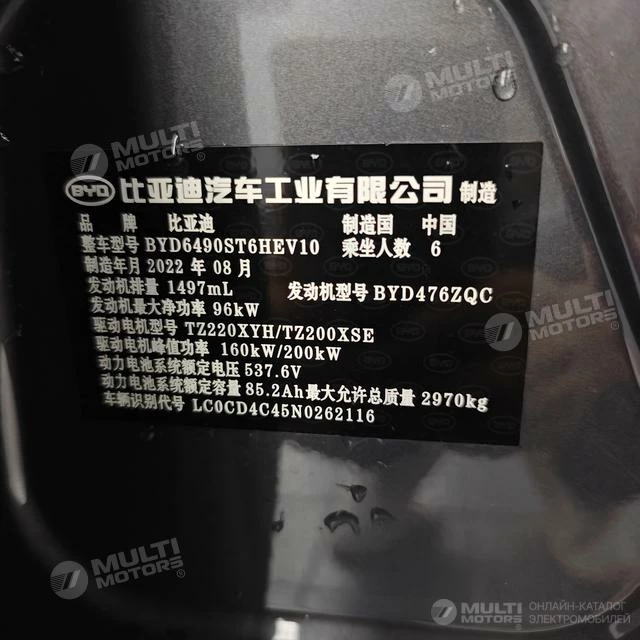 BYD 比亚迪汽车工业有限公司 制造
品 牌 比亚迪 制造国 中国
整车型号 BYD6490ST6HEV10 乘坐人数 6
制造年月 2022 年 08 月
发动机排量 1497mL 发动机型号 BYD476ZQC
发动机最大净功率 96kW
驱动电机型号 TZ220XYH/TZ200XSE
驱动电机峰值功率 160kW/200kW
动力电池系统额定电压 537.6V
动力电池系统额定容量 85.2Ah 最大允许总质量 2970kg
车辆识别代号 LC0CD4C45N0262116
MULTI
MOTORS
MULTI
MOTORS
MULTI
MOTORS
MULTI
MOTORS
MULTI
MOTORS
ОНЛАЙН-КАТАЛОГ
ЭЛЕКТРОМОБИЛЕЙ